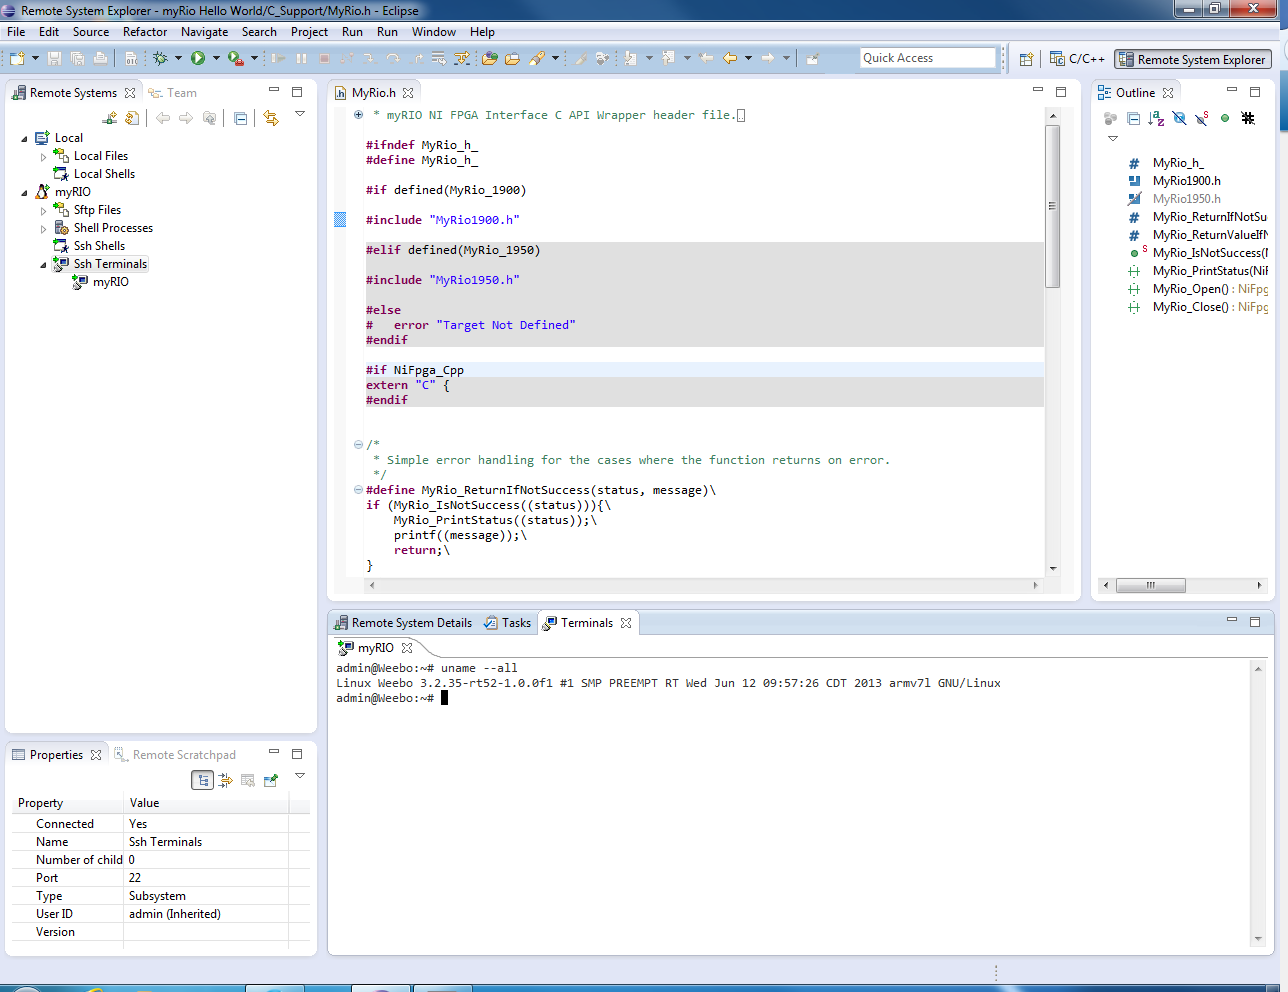 Remote System Explorer - myRio Hello World/C_Support/MyRio.h - Eclipse
File Edit Source Refactor Navigate Search Project Run Run Window Help
Quick Access
C/C++
Remote System Explorer
Remote Systems
Team
Local
Local Files
Local Shells
myRIO
Sftp Files
Shell Processes
Ssh Shells
Ssh Terminals
myRIO
MyRio.h
* myRIO NI FPGA Interface C API Wrapper header file.
#ifndef MyRio_h_
#define MyRio_h_
#if defined(MyRio_1900)
#include "MyRio1900.h"
#elif defined(MyRio_1950)
#include "MyRio1950.h"
#else
#   error "Target Not Defined"
#endif
#if NiFpga_Cpp
extern "C" {
#endif
/*
 * Simple error handling for the cases where the function returns on error.
 */
#define MyRio_ReturnIfNotSuccess(status, message)\
if (MyRio_IsNotSuccess((status))){\
    MyRio_PrintStatus((status));\
    printf((message));\
    return;\
}
Outline
MyRio_h_
MyRio1900.h
MyRio1950.h
MyRio_ReturnIfNotSu
MyRio_ReturnValueIfN
MyRio_IsNotSuccess(N
MyRio_PrintStatus(NiF
MyRio_Open() : NiFpg
MyRio_Close() : NiFpg
Remote System Details
Tasks
Terminals
myRIO
admin@Weebo:~# uname --all
Linux Weebo 3.2.35-rt52-1.0.0f1 #1 SMP PREEMPT RT Wed Jun 12 09:57:26 CDT 2013 armv7l GNU/Linux
admin@Weebo:~#
Properties
Remote Scratchpad
Property Value
Connected Yes
Name Ssh Terminals
Number of child 0
Port 22
Type Subsystem
User ID admin (Inherited)
Version